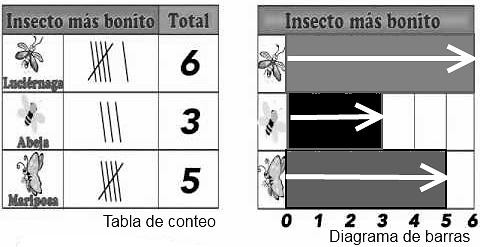 Insecto más bonito Total
Luciérnaga 6
Abeja 3
Mariposa 5
Tabla de conteo
Insecto más bonito
0 1 2 3 4 5 6
Diagrama de barras